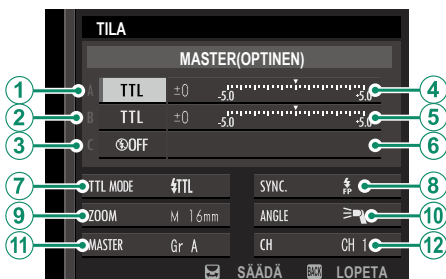 TILA
MASTER(OPTINEN)
1 A TTL ±0 -5.0 +5.0 4
2 B TTL ±0 -5.0 +5.0 5
3 C OFF 6
7 TTL MODE TTL SYNC. FP 8
9 ZOOM M 16mm ANGLE 10
11 MASTER Gr A CH CH 1 12
SÄÄDÄ BACK LOPETA